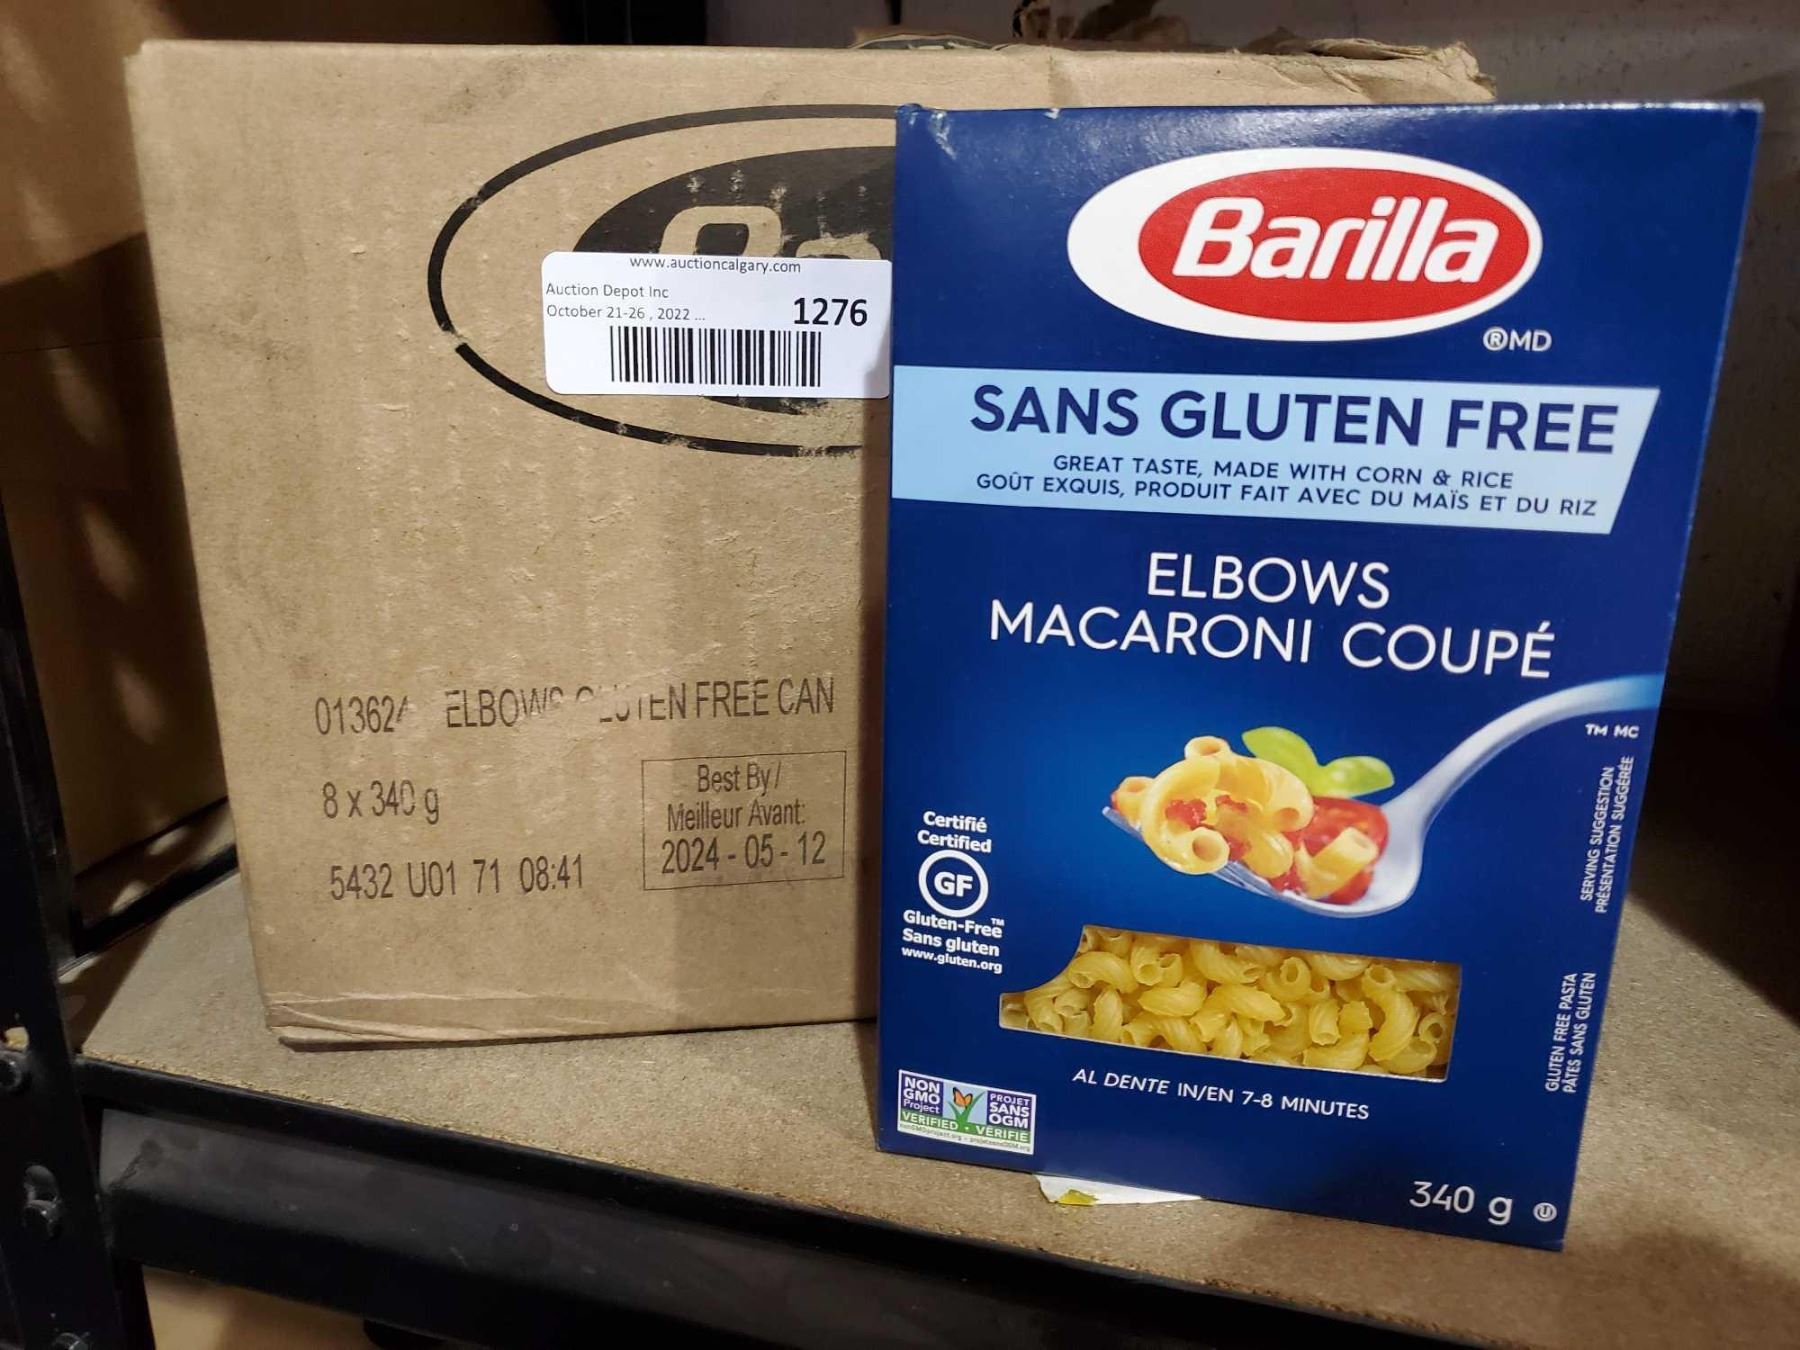 www.auctioncalgary.com
Auction Depot Inc
October 21-26 , 2022 ...
1276
ELBOWS GLUTEN FREE CAN
8 x 340 g
Best By /
Meilleur Avant:
2024 - 05 - 12
5432 U01 71 08:41
Barilla
®MD
SANS GLUTEN FREE
GREAT TASTE, MADE WITH CORN & RICE
GOÛT EXQUIS, PRODUIT FAIT AVEC DU MAÏS ET DU RIZ
ELBOWS
MACARONI COUPÉ
TM MC
SERVING SUGGESTION
PRÉSENTATION SUGGÉRÉE
Certifié
Certified
GF
Gluten-Free™
Sans gluten
www.gluten.org
GLUTEN FREE PASTA
PÂTES SANS GLUTEN
AL DENTE IN/EN 7-8 MINUTES
NON
GMO
Project
VERIFIED
PROJET
SANS
OGM
VÉRIFIÉ
340 g
U